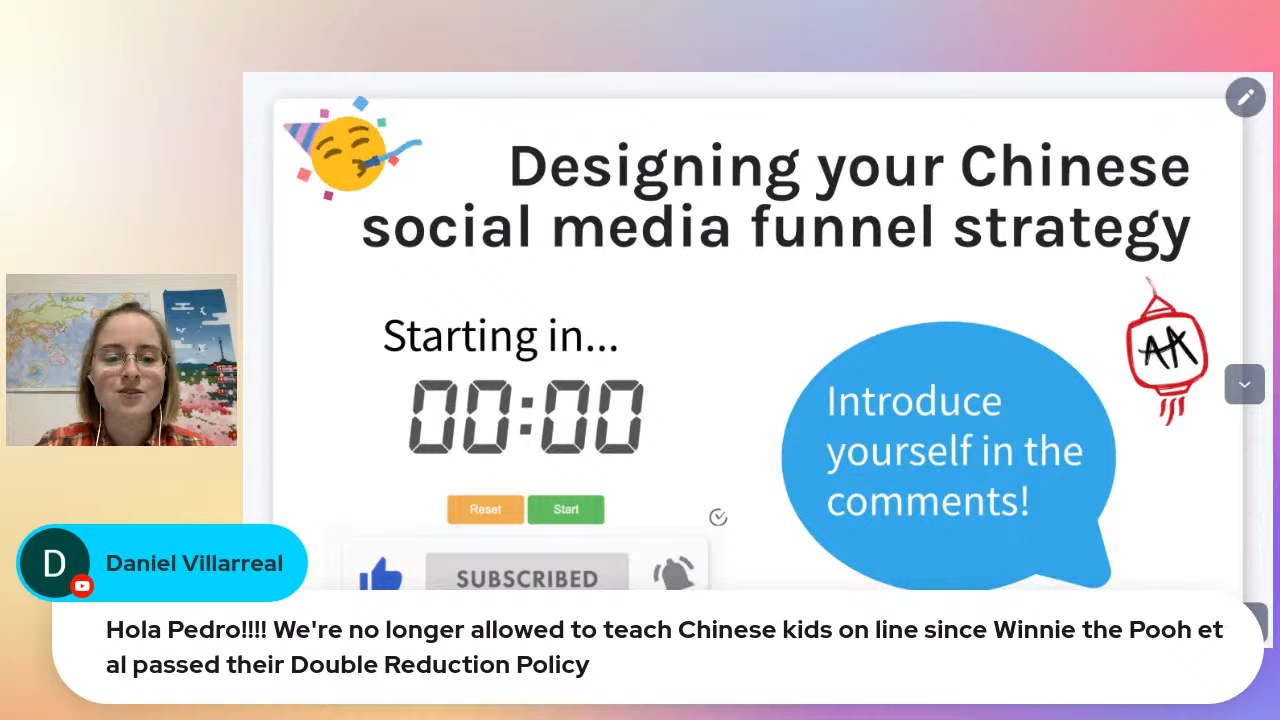 Designing your Chinese
social media funnel strategy
Starting in...
00:00
AA
Introduce
yourself in the
comments!
Reset
Start
SUBSCRIBED
D
Daniel Villarreal
Hola Pedro!!!! We're no longer allowed to teach Chinese kids on line since Winnie the Pooh et
al passed their Double Reduction Policy